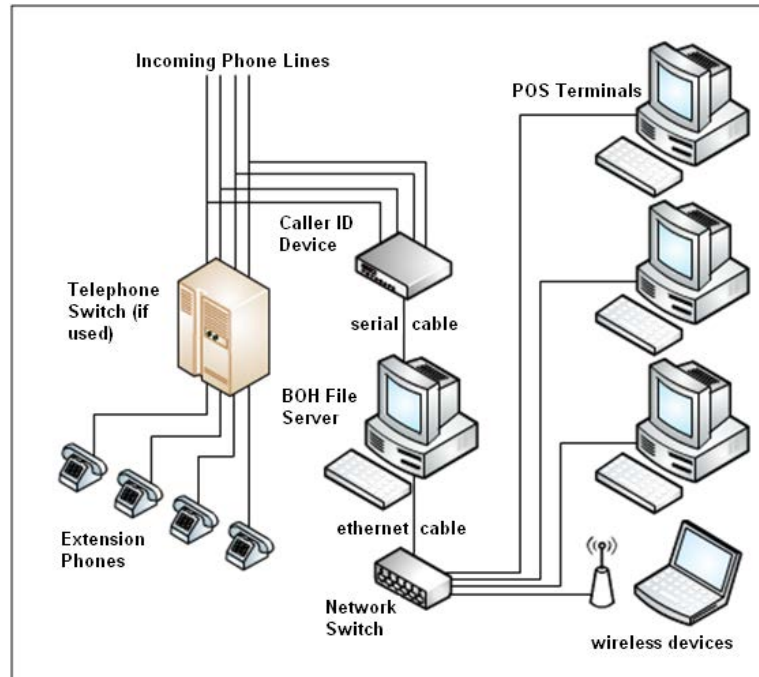 Incoming Phone Lines
POS Terminals
Caller ID
Device
Telephone
Switch (if
used)
serial cable
BOH File
Server
ethernet cable
Extension
Phones
Network
Switch
wireless devices